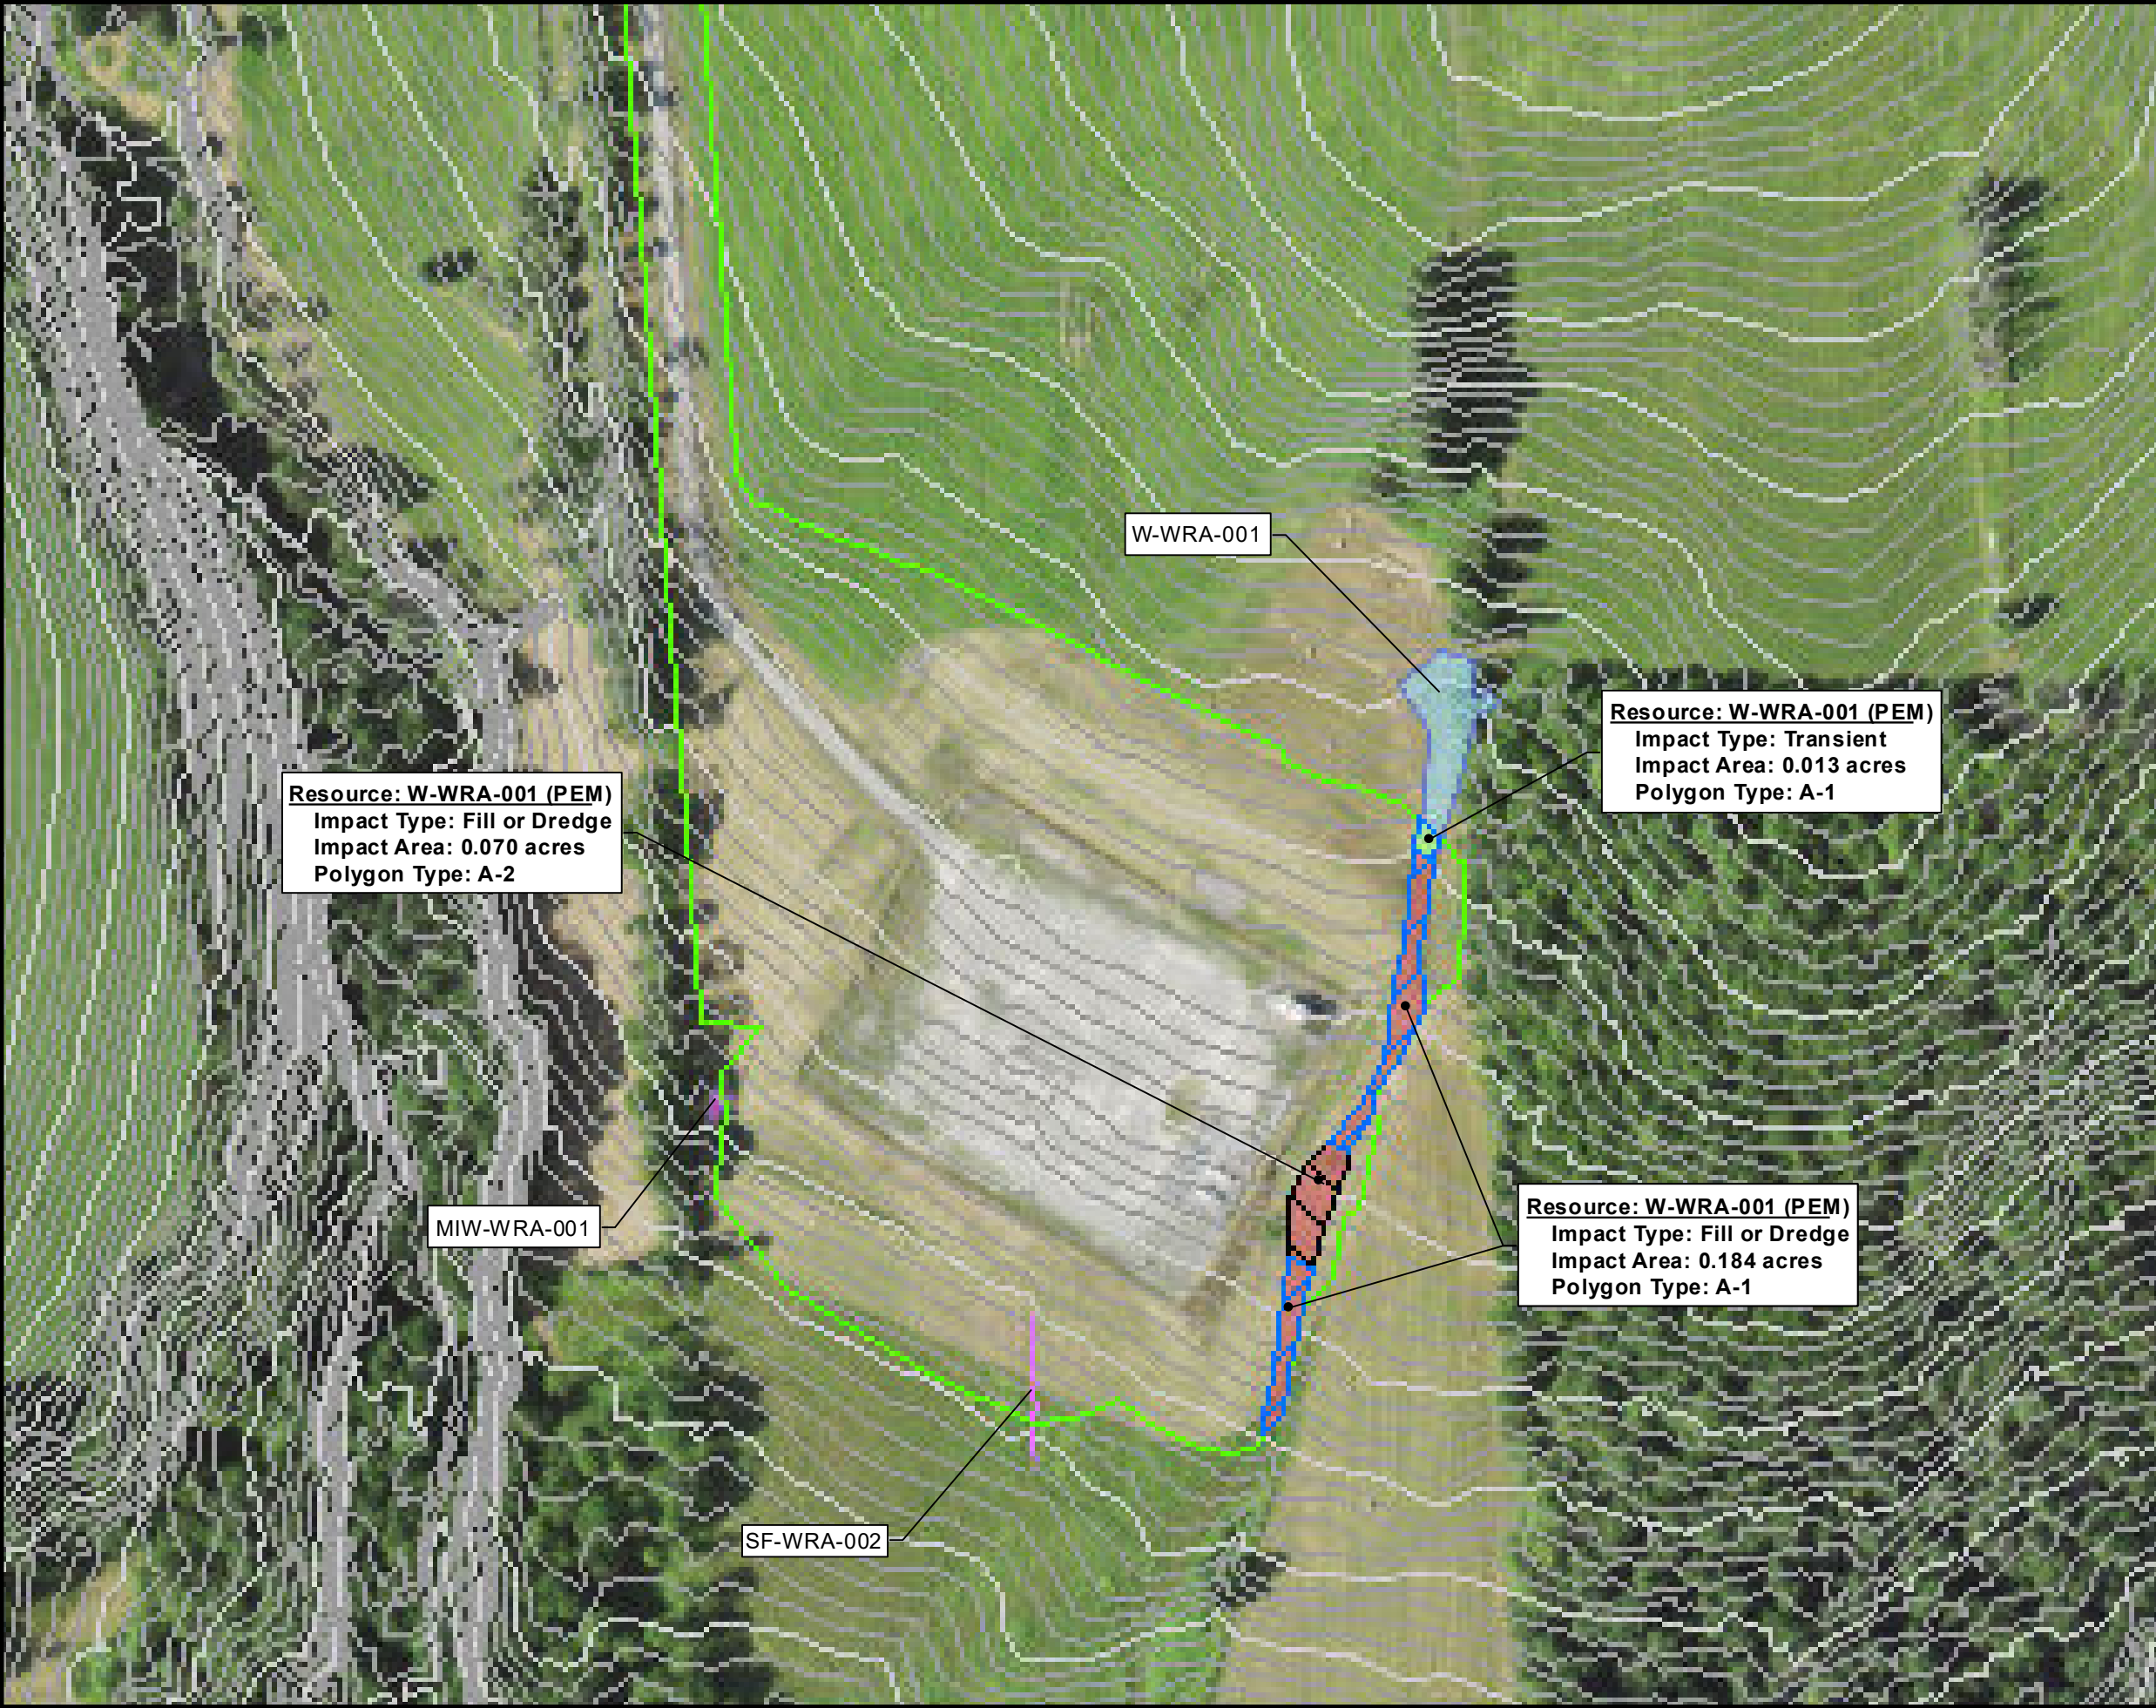 W-WRA-001
Resource: W-WRA-001 (PEM)
Impact Type: Transient
Impact Area: 0.013 acres
Polygon Type: A-1
Resource: W-WRA-001 (PEM)
Impact Type: Fill or Dredge
Impact Area: 0.070 acres
Polygon Type: A-2
Resource: W-WRA-001 (PEM)
Impact Type: Fill or Dredge
Impact Area: 0.184 acres
Polygon Type: A-1
MIW-WRA-001
SF-WRA-002